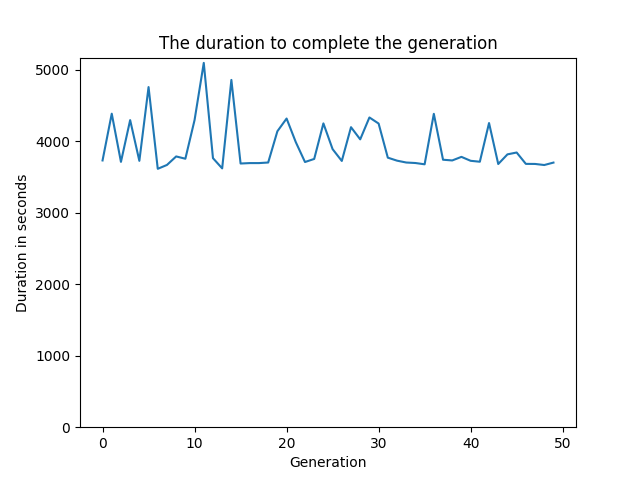 The duration to complete the generation
5000
4000
3000
2000
1000
0
Duration in seconds
0 10 20 30 40 50
Generation